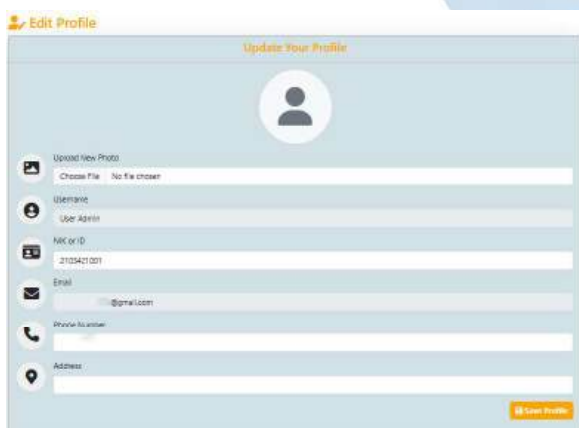 Edit Profile
Update Your Profile
Upload New Photo
Choose File No file chosen
Username
User Admin
NIK or ID
2103421001
Email
@gmail.com
Phone Number
Address
Save Profile